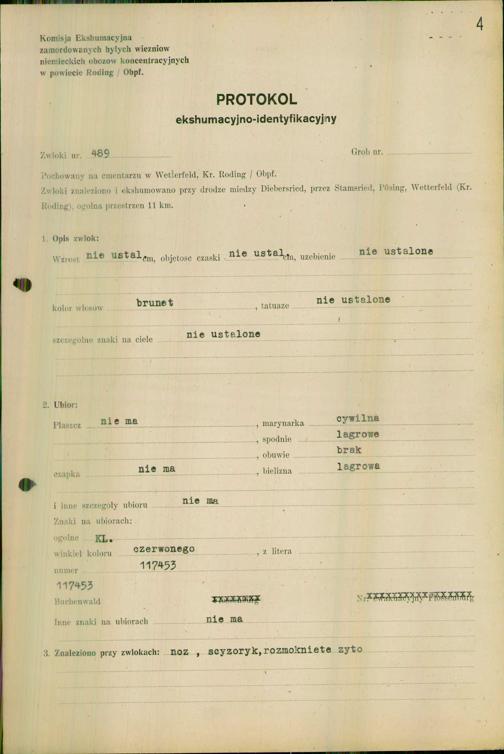 4
Komisja Ekshumacyjna
zamordowanych byłych wiezniow
niemieckich obozow koncentracyjnych
w powiecie Roding / Obpf.
PROTOKOL
ekshumacyjno-identyfikacyjny
Zwloki nr. 489 Grob nr.
Pochowany na cmentarzu w Wetterfeld, Kr. Roding / Obpf.
Zwloki znaleziono i ekshumowano przy drodze miedzy Diebersried, przez Stamsried, Pösing, Wetterfeld (Kr.
Roding), ogolna przestrzen 11 km.
1. Opis zwlok:
Wzrost nie ustal. cm, objetosc czaski nie ustal. cm, uzebienie nie ustalone
kolor wlosow brunet , tatuaze nie ustalone
szczegolne znaki na ciele nie ustalone
2. Ubior:
Płaszcz nie ma , marynarka cywilna
, spodnie lagrowe
, obuwie brak
czapka nie ma , bielizna lagrowa
i inne szczegoly ubioru nie ma
Znaki na ubiorach:
ogolne KL.
winkiel koloru czerwonego , z litera
numer 117453
117453
Buchenwald Nr. ewakuacyjny Flossenburg
Inne znaki na ubiorach nie ma
3. Znaleziono przy zwlokach: noz , scyzoryk,rozmokniete zyto